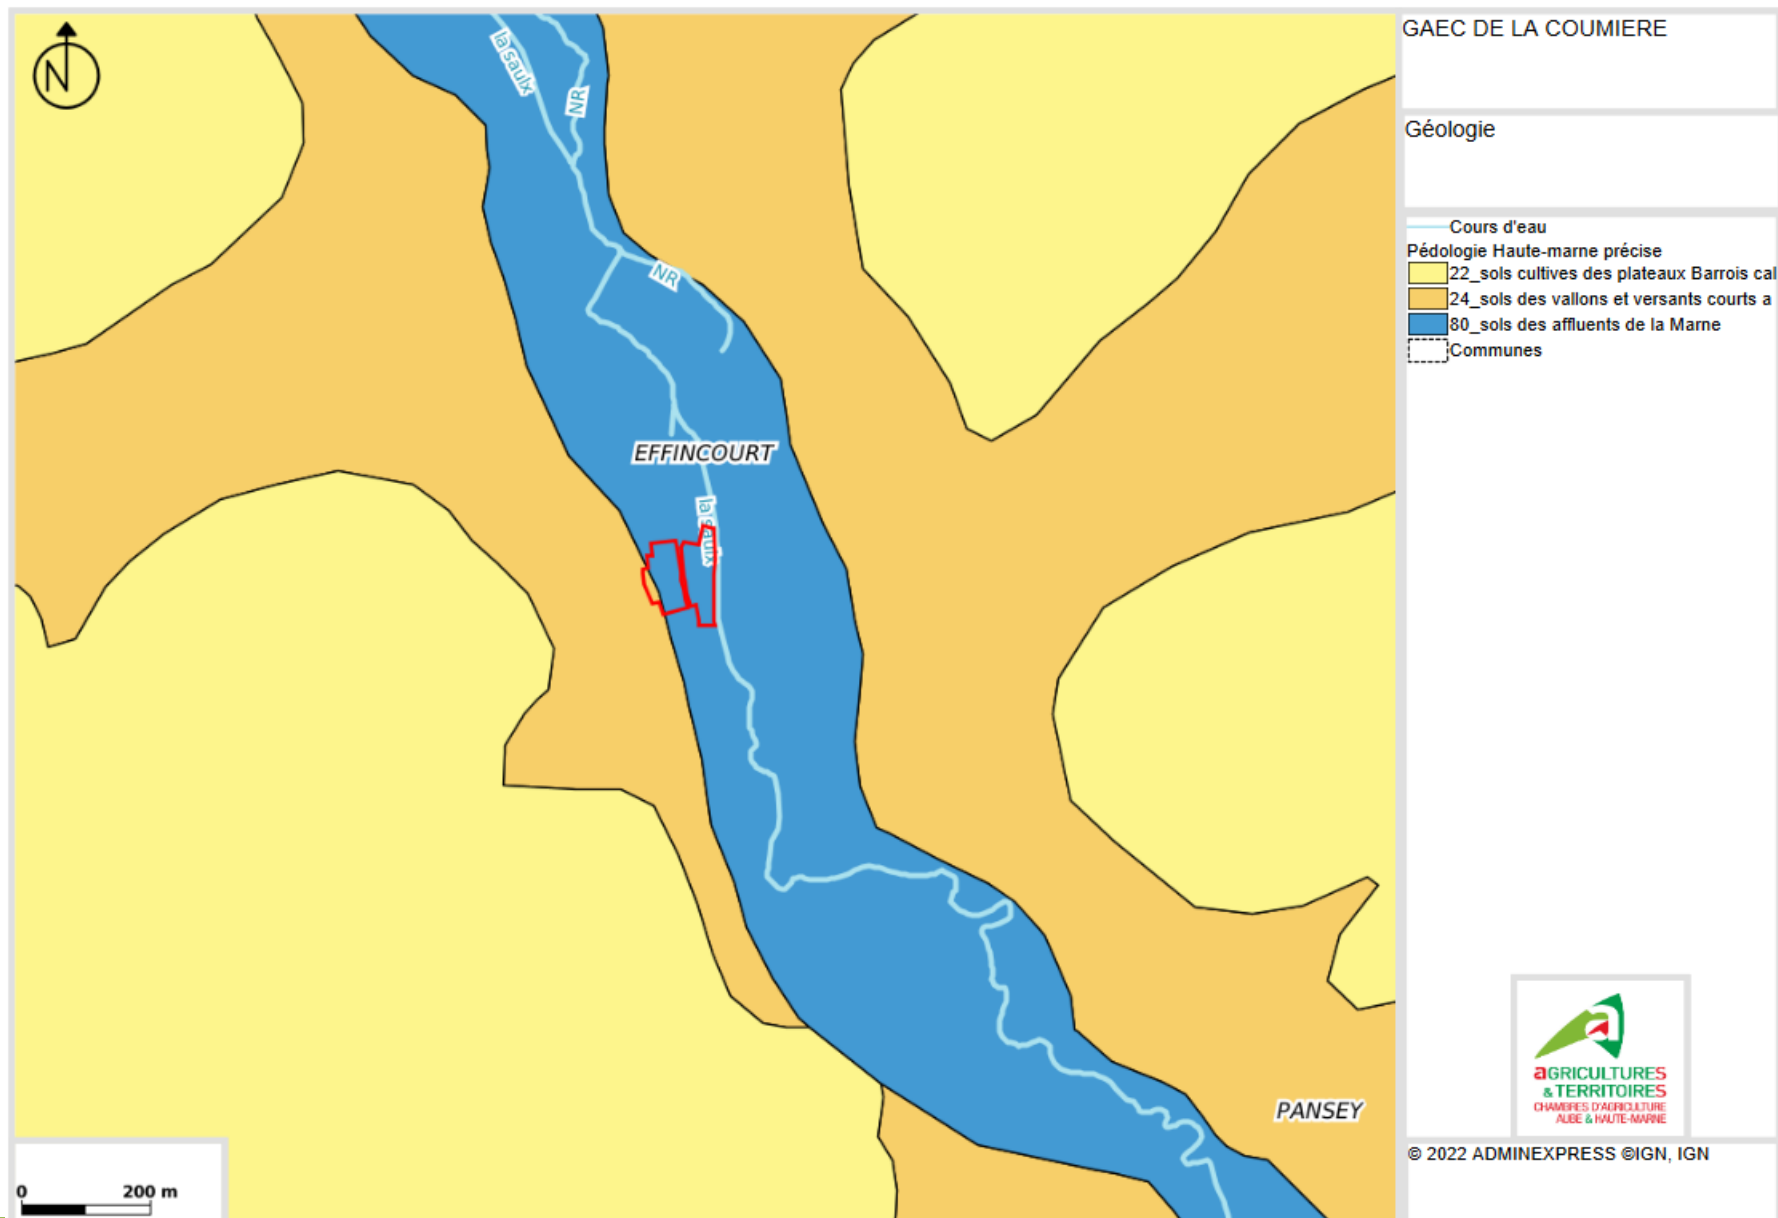 N
la saulx
NR
NR
EFFINCOURT
la saulx
PANSEY
0 200 m
GAEC DE LA COUMIERE
Géologie
Cours d'eau
Pédologie Haute-marne précise
22_sols cultives des plateaux Barrois cal
24_sols des vallons et versants courts a
80_sols des affluents de la Marne
Communes
a
aGRICULTURES
& TERRITOIRES
CHAMBRES D'AGRICULTURE
AUBE & HAUTE-MARNE
© 2022 ADMINEXPRESS ©IGN, IGN